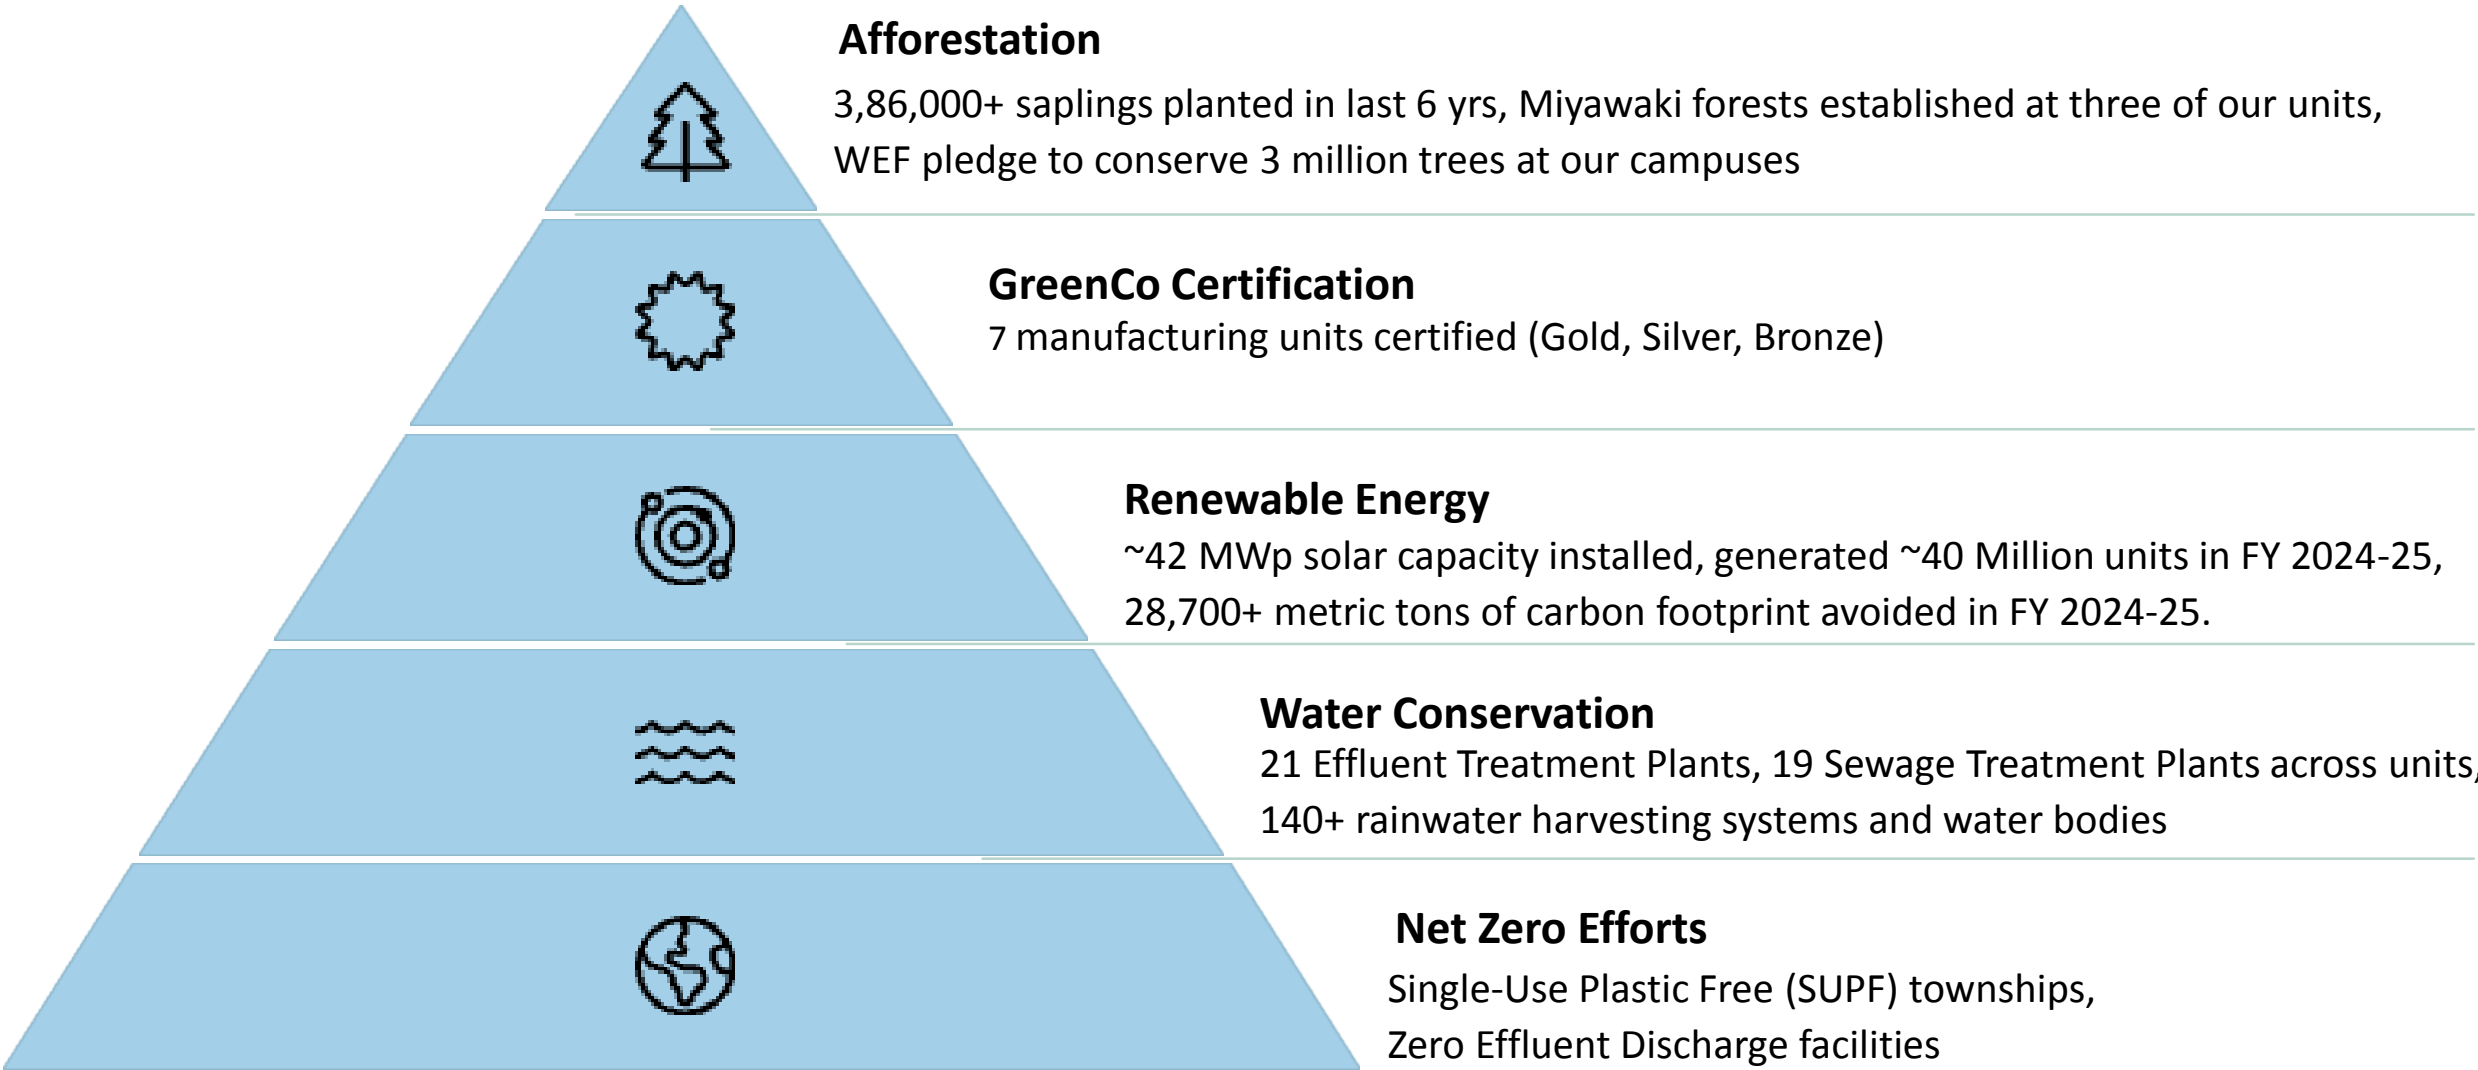 Afforestation
3,86,000+ saplings planted in last 6 yrs, Miyawaki forests established at three of our units,
WEF pledge to conserve 3 million trees at our campuses
GreenCo Certification
7 manufacturing units certified (Gold, Silver, Bronze)
Renewable Energy
~42 MWp solar capacity installed, generated ~40 Million units in FY 2024-25,
28,700+ metric tons of carbon footprint avoided in FY 2024-25.
Water Conservation
21 Effluent Treatment Plants, 19 Sewage Treatment Plants across units,
140+ rainwater harvesting systems and water bodies
Net Zero Efforts
Single-Use Plastic Free (SUPF) townships,
Zero Effluent Discharge facilities